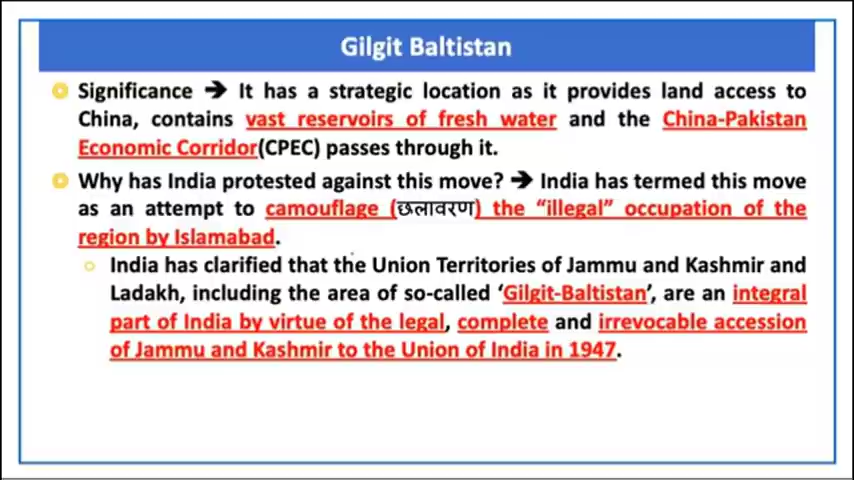 Gilgit Baltistan
Significance ➔ It has a strategic location as it provides land access to
China, contains vast reservoirs of fresh water and the China-Pakistan
Economic Corridor(CPEC) passes through it.
Why has India protested against this move? ➔ India has termed this move
as an attempt to camouflage (छलावरण) the “illegal” occupation of the
region by Islamabad.
India has clarified that the Union Territories of Jammu and Kashmir and
Ladakh, including the area of so-called ‘Gilgit-Baltistan’, are an integral
part of India by virtue of the legal, complete and irrevocable accession
of Jammu and Kashmir to the Union of India in 1947.